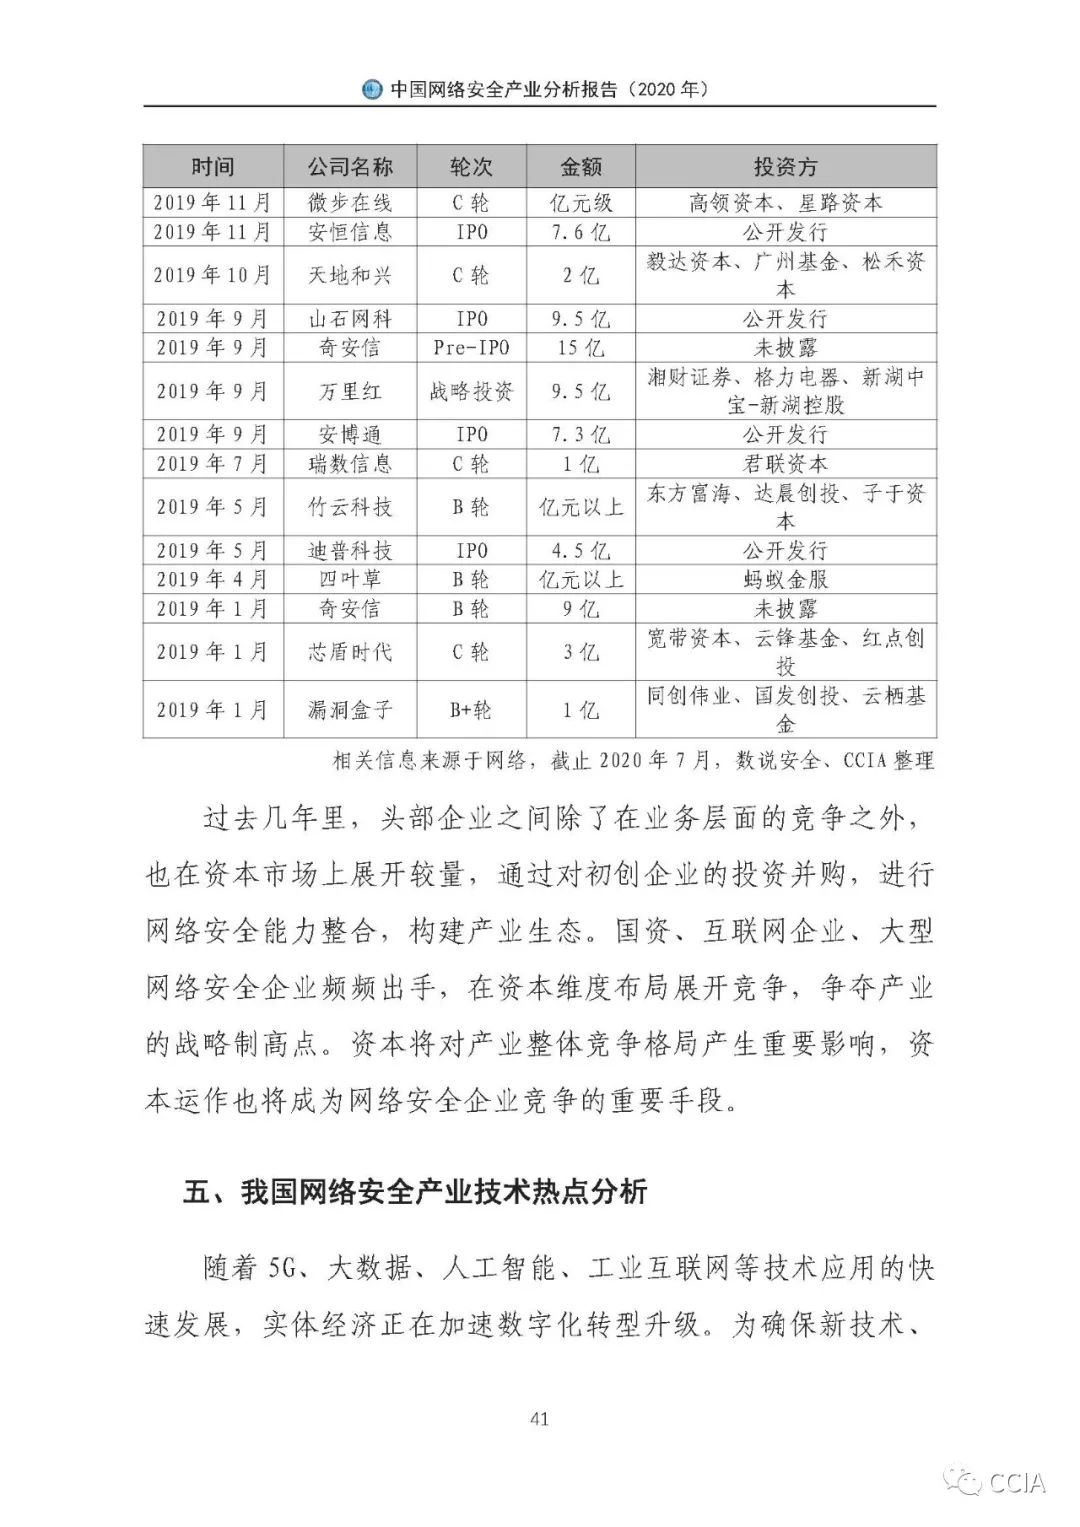 中国网络安全产业分析报告（2020 年）
时间 公司名称 轮次 金额 投资方
2019 年 11 月 微步在线 C 轮 亿元级 高领资本、星路资本
2019 年 11 月 安恒信息 IPO 7.6 亿 公开发行
2019 年 10 月 天地和兴 C 轮 2 亿 毅达资本、广州基金、松禾资
本
2019 年 9 月 山石网科 IPO 9.5 亿 公开发行
2019 年 9 月 奇安信 Pre-IPO 15 亿 未披露
2019 年 9 月 万里红 战略投资 9.5 亿 湘财证券、格力电器、新湖中
宝-新湖控股
2019 年 9 月 安博通 IPO 7.3 亿 公开发行
2019 年 7 月 瑞数信息 C 轮 1 亿 君联资本
2019 年 5 月 竹云科技 B 轮 亿元以上 东方富海、达晨创投、子于资
本
2019 年 5 月 迪普科技 IPO 4.5 亿 公开发行
2019 年 4 月 四叶草 B 轮 亿元以上 蚂蚁金服
2019 年 1 月 奇安信 B 轮 9 亿 未披露
2019 年 1 月 芯盾时代 C 轮 3 亿 宽带资本、云锋基金、红点创
投
2019 年 1 月 漏洞盒子 B+轮 1 亿 同创伟业、国发创投、云栖基
金
相关信息来源于网络，截止 2020 年 7 月，数说安全、CCIA 整理
过去几年里，头部企业之间除了在业务层面的竞争之外，
也在资本市场上展开较量，通过对初创企业的投资并购，进行
网络安全能力整合，构建产业生态。国资、互联网企业、大型
网络安全企业频频出手，在资本维度布局展开竞争，争夺产业
的战略制高点。资本将对产业整体竞争格局产生重要影响，资
本运作也将成为网络安全企业竞争的重要手段。
五、我国网络安全产业技术热点分析
随着 5G、大数据、人工智能、工业互联网等技术应用的快
速发展，实体经济正在加速数字化转型升级。为确保新技术、
41
CCIA